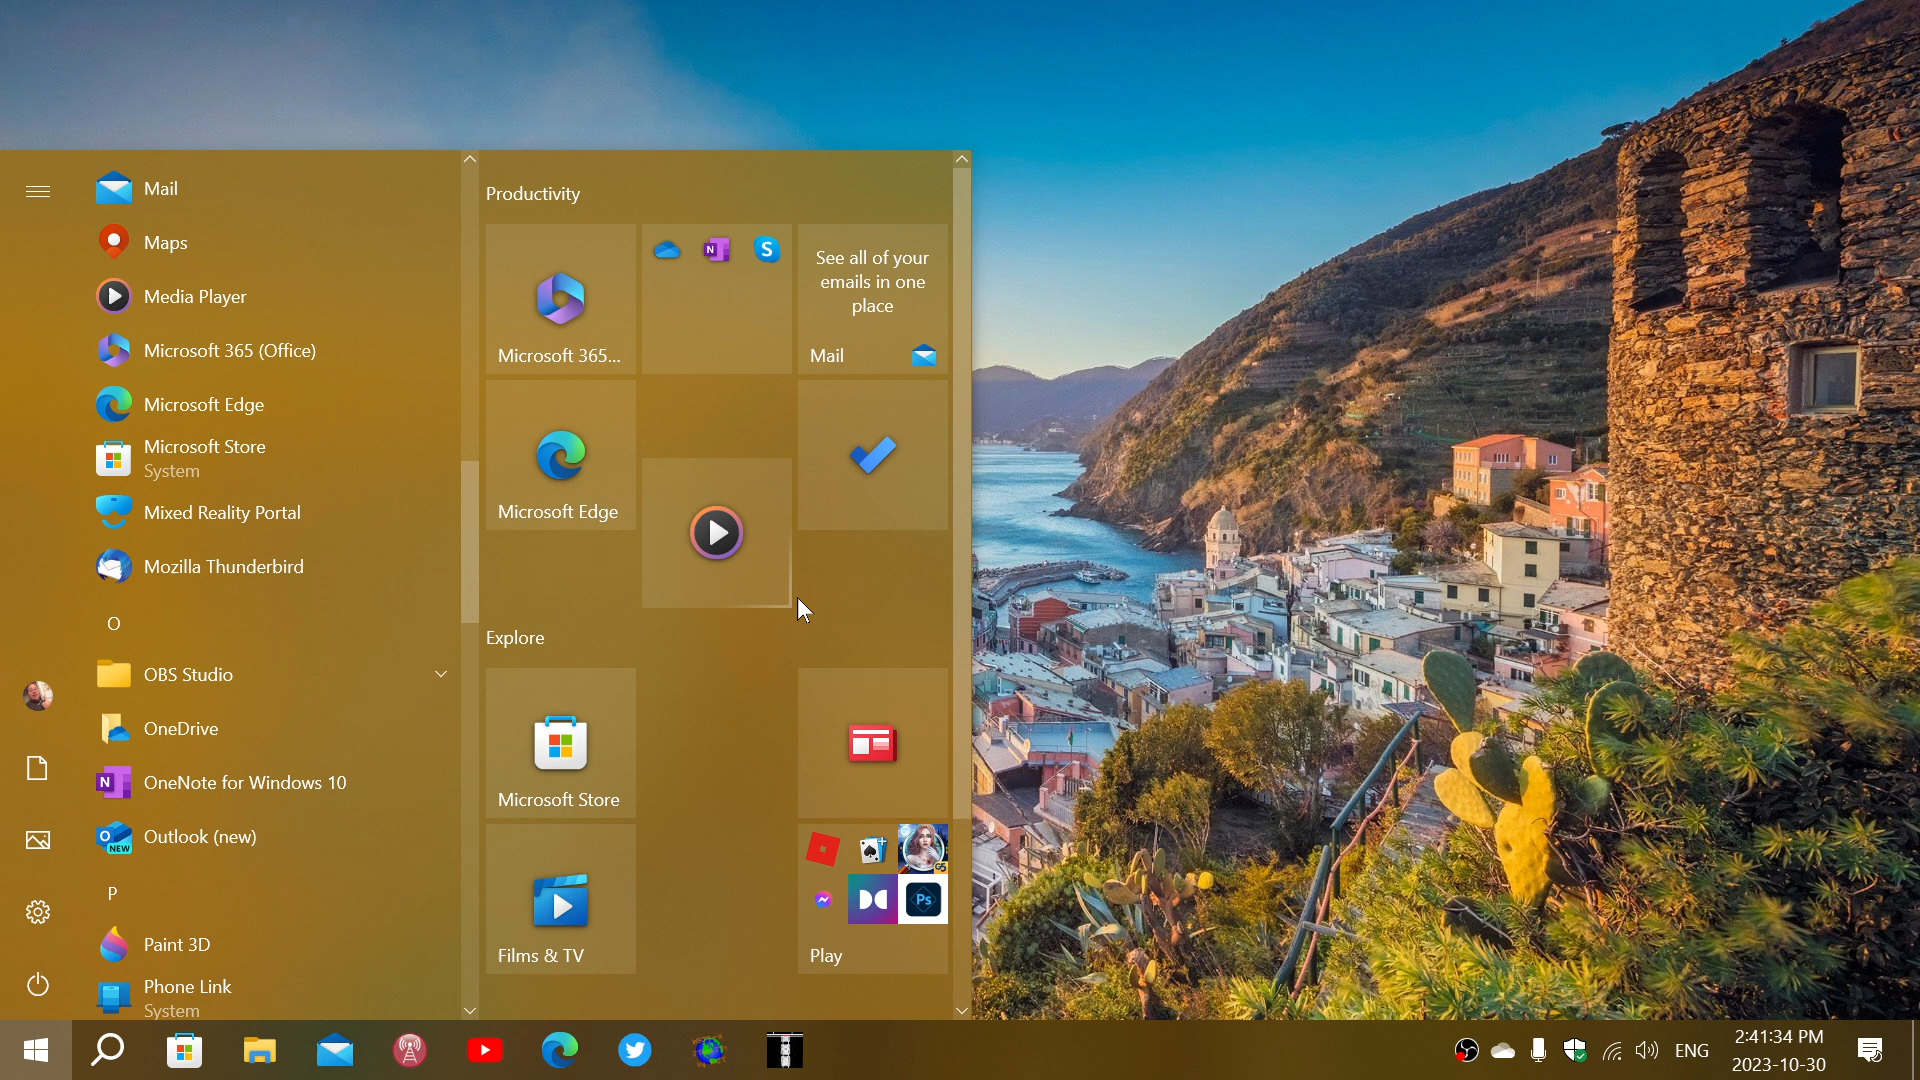 Mail
Maps
Media Player
Microsoft 365 (Office)
Microsoft Edge
Microsoft Store
System
Mixed Reality Portal
Mozilla Thunderbird
O
OBS Studio
OneDrive
N
OneNote for Windows 10
O
NEW
Outlook (new)
P
Paint 3D
Phone Link
System
Productivity
Microsoft 365...
N
S
See all of your
emails in one
place
Mail
Microsoft Edge
Explore
Microsoft Store
Films & TV
Ps
Play
ENG
2:41:34 PM
2023-10-30